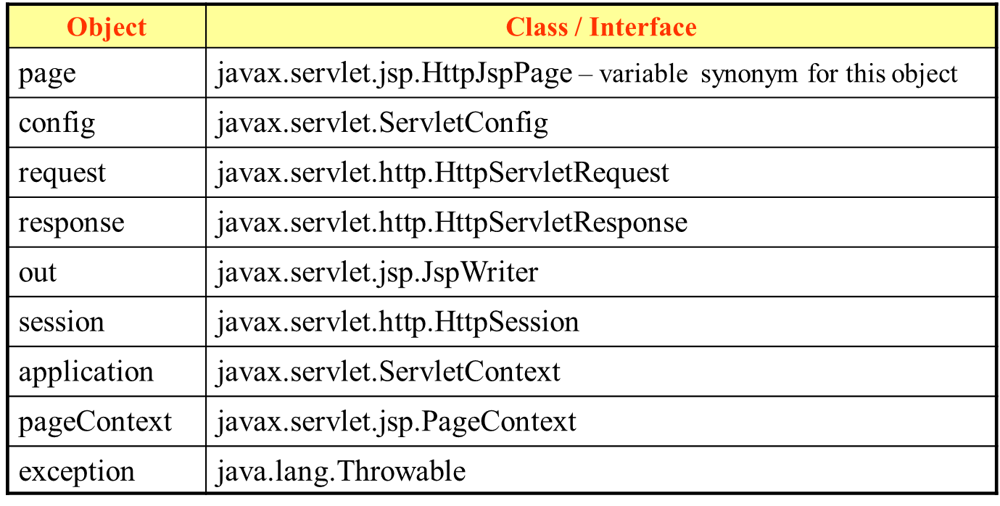 Object Class / Interface
page javax.servlet.jsp.HttpJspPage – variable synonym for this object
config javax.servlet.ServletConfig
request javax.servlet.http.HttpServletRequest
response javax.servlet.http.HttpServletResponse
out javax.servlet.jsp.JspWriter
session javax.servlet.http.HttpSession
application javax.servlet.ServletContext
pageContext javax.servlet.jsp.PageContext
exception java.lang.Throwable